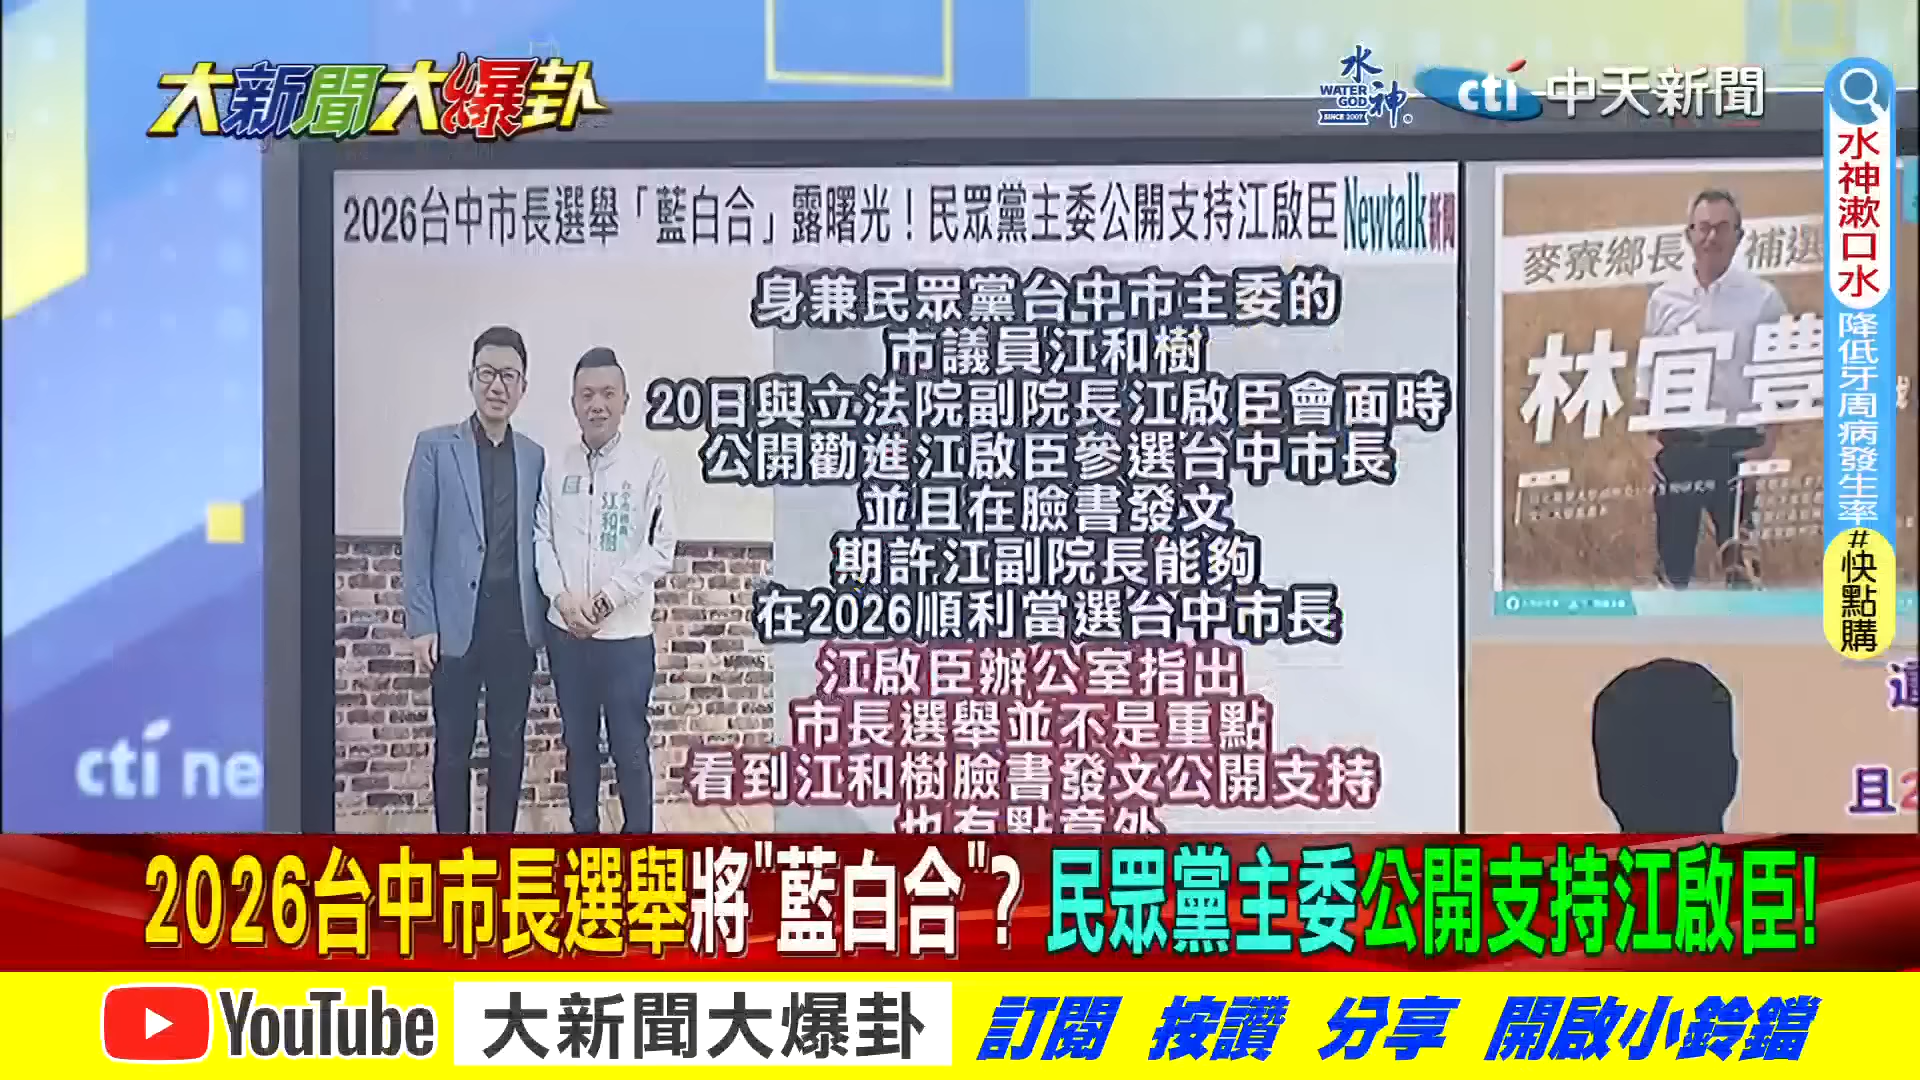 大新聞大爆卦
水神
WATER GOD
SINCE 2007
cti 中天新聞
水神漱口水
降低牙周病發生率
#快點購
2026台中市長選舉「藍白合」露曙光！民眾黨主委公開支持江啟臣 Newtalk新聞
身兼民眾黨台中市主委的
市議員江和樹
20日與立法院副院長江啟臣會面時
公開勸進江啟臣參選台中市長
並且在臉書發文
期許江副院長能夠
在2026順利當選台中市長
江啟臣辦公室指出
市長選舉並不是重點
看到江和樹臉書發文公開支持
也有點意外
江和樹
麥寮鄉長 補選
林宜豐
且2
cti ne
2026台中市長選舉將"藍白合"? 民眾黨主委公開支持江啟臣!
YouTube 大新聞大爆卦 訂閱 按讚 分享 開啟小鈴鐺